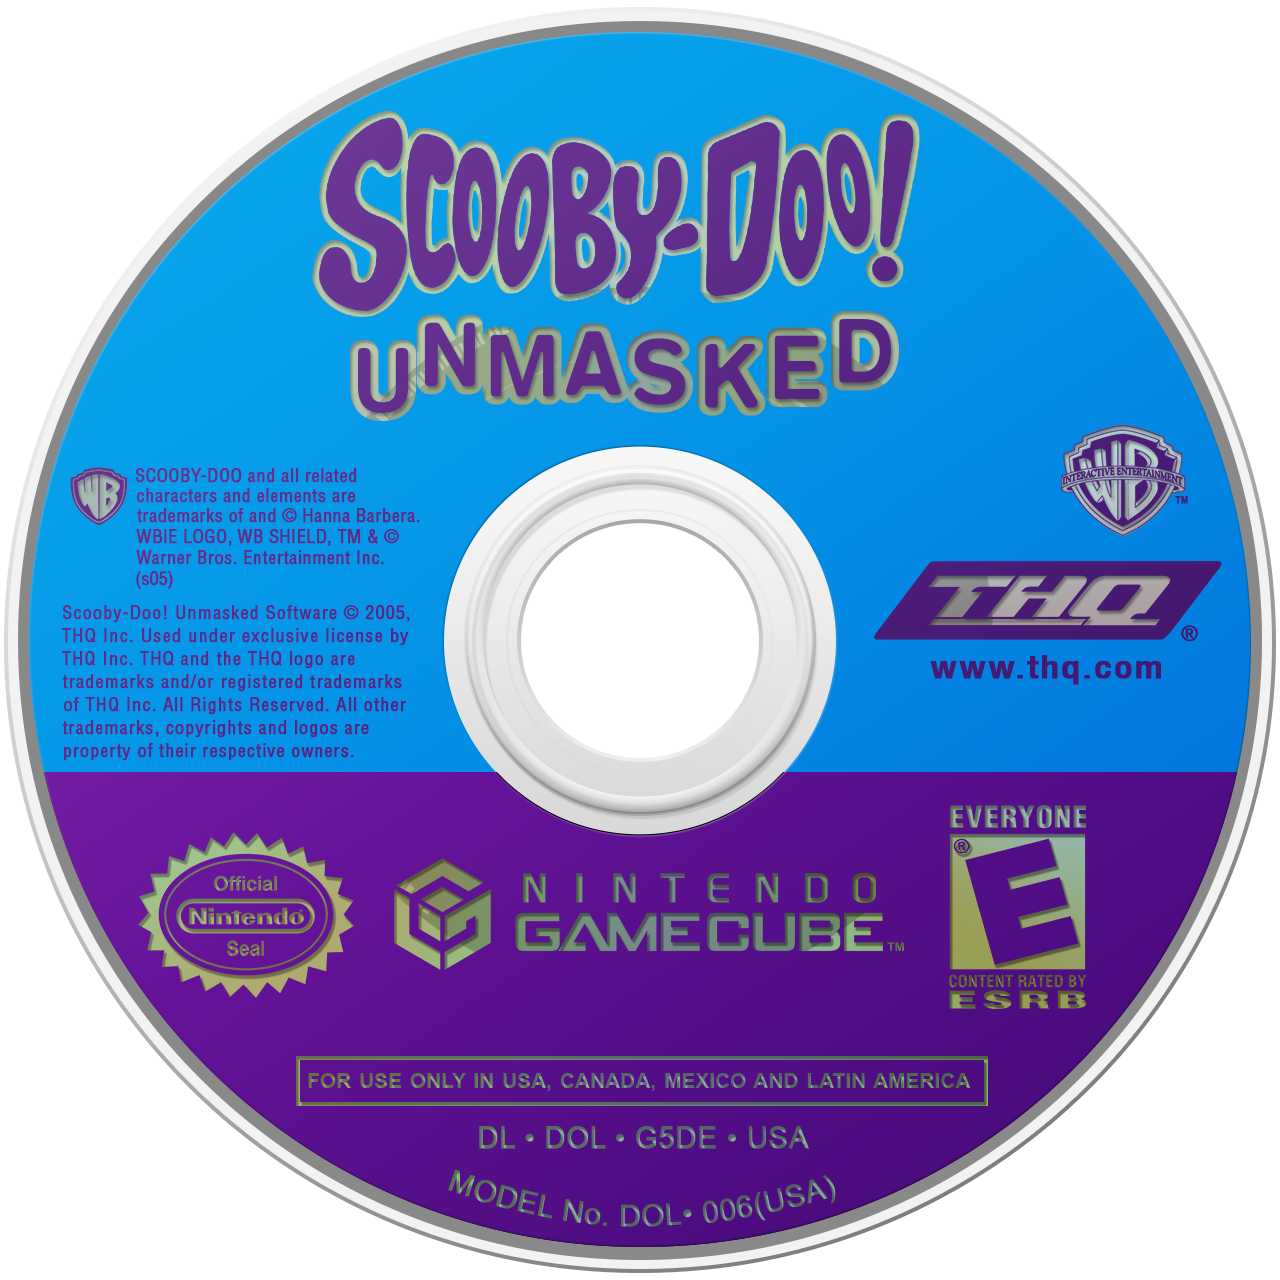 SCOOBY-DOO!
UNMASKED
WB
SCOOBY-DOO and all related
characters and elements are
trademarks of and © Hanna Barbera.
WBIE LOGO, WB SHIELD, TM & ©
Warner Bros. Entertainment Inc.
(s05)
Scooby-Doo! Unmasked Software © 2005,
THQ Inc. Used under exclusive license by
THQ Inc. THQ and the THQ logo are
trademarks and/or registered trademarks
of THQ Inc. All Rights Reserved. All other
trademarks, copyrights and logos are
property of their respective owners.
WB
INTERACTIVE ENTERTAINMENT
TM
THQ®
www.thq.com
Official
Nintendo®
Seal
NINTENDO
GAMECUBE™
EVERYONE
®
E
CONTENT RATED BY
ESRB
FOR USE ONLY IN USA, CANADA, MEXICO AND LATIN AMERICA
DL • DOL • G5DE • USA
MODEL No. DOL• 006(USA)